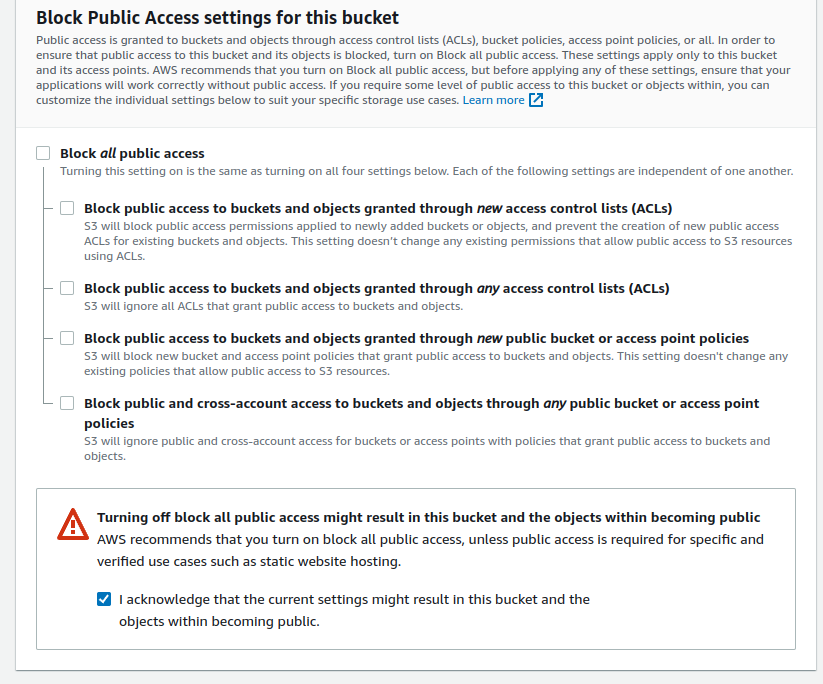 Block Public Access settings for this bucket
Public access is granted to buckets and objects through access control lists (ACLs), bucket policies, access point policies, or all. In order to
ensure that public access to this bucket and its objects is blocked, turn on Block all public access. These settings apply only to this bucket
and its access points. AWS recommends that you turn on Block all public access, but before applying any of these settings, ensure that your
applications will work correctly without public access. If you require some level of public access to this bucket or objects within, you can
customize the individual settings below to suit your specific storage use cases. Learn more
Block all public access
Turning this setting on is the same as turning on all four settings below. Each of the following settings are independent of one another.
Block public access to buckets and objects granted through new access control lists (ACLs)
S3 will block public access permissions applied to newly added buckets or objects, and prevent the creation of new public access
ACLs for existing buckets and objects. This setting doesn't change any existing permissions that allow public access to S3 resources
using ACLs.
Block public access to buckets and objects granted through any access control lists (ACLs)
S3 will ignore all ACLs that grant public access to buckets and objects.
Block public access to buckets and objects granted through new public bucket or access point policies
S3 will block new bucket and access point policies that grant public access to buckets and objects. This setting doesn't change any
existing policies that allow public access to S3 resources.
Block public and cross-account access to buckets and objects through any public bucket or access point
policies
S3 will ignore public and cross-account access for buckets or access points with policies that grant public access to buckets and
objects.
Turning off block all public access might result in this bucket and the objects within becoming public
AWS recommends that you turn on block all public access, unless public access is required for specific and
verified use cases such as static website hosting.
I acknowledge that the current settings might result in this bucket and the
objects within becoming public.